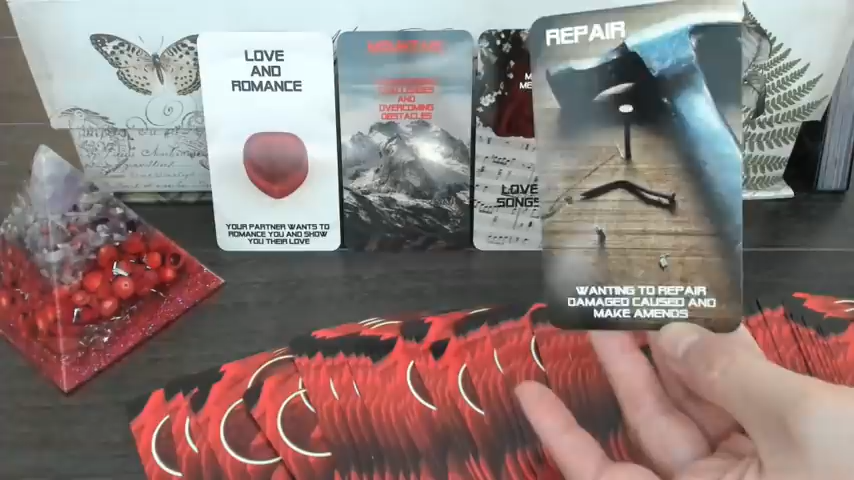 LOVE
AND
ROMANCE
YOUR PARTNER WANTS TO
ROMANCE YOU AND SHOW
YOU THEIR LOVE
MOUNTAIN
CHALLENGES
AND
OVERCOMING
OBSTACLES
LOVE
SONGS
REPAIR
WANTING TO REPAIR
DAMAGED CAUSED AND
MAKE AMENDS